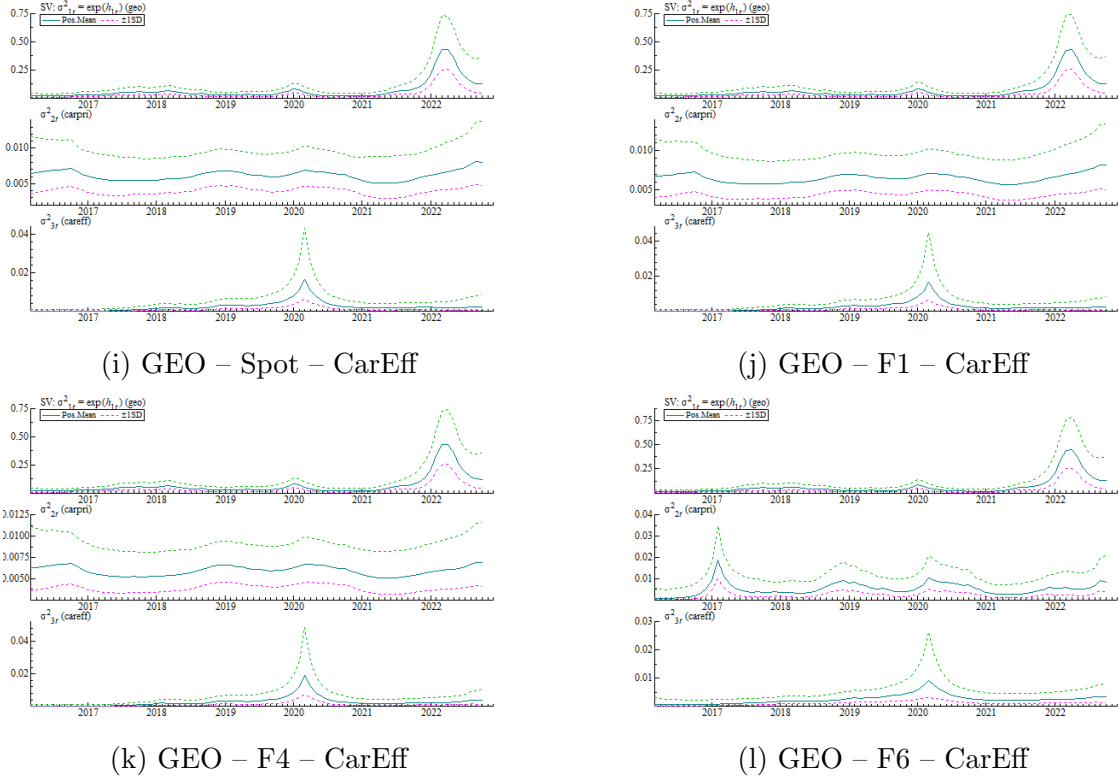 SV: σ²₁ₜ = exp(h₁ₜ) (geo)
Pos.Mean ±1SD
0.75
0.50
0.25
2017 2018 2019 2020 2021 2022
σ²₂ₜ (carpri)
0.010
0.005
2017 2018 2019 2020 2021 2022
σ²₃ₜ (careff)
0.04
0.02
2017 2018 2019 2020 2021 2022
(i) GEO – Spot – CarEff
SV: σ²₁ₜ = exp(h₁ₜ) (geo)
Pos.Mean ±1SD
0.75
0.50
0.25
2017 2018 2019 2020 2021 2022
σ²₂ₜ (carpri)
0.010
0.005
2017 2018 2019 2020 2021 2022
σ²₃ₜ (careff)
0.04
0.02
2017 2018 2019 2020 2021 2022
(j) GEO – F1 – CarEff
SV: σ²₁ₜ = exp(h₁ₜ) (geo)
Pos.Mean ±1SD
0.75
0.50
0.25
2017 2018 2019 2020 2021 2022
σ²₂ₜ (carpri)
0.0125
0.0100
0.0075
0.0050
2017 2018 2019 2020 2021 2022
σ²₃ₜ (careff)
0.04
0.02
2017 2018 2019 2020 2021 2022
(k) GEO – F4 – CarEff
SV: σ²₁ₜ = exp(h₁ₜ) (geo)
Pos.Mean ±1SD
0.75
0.50
0.25
2017 2018 2019 2020 2021 2022
σ²₂ₜ (carpri)
0.04
0.03
0.02
0.01
2017 2018 2019 2020 2021 2022
σ²₃ₜ (careff)
0.03
0.02
0.01
2017 2018 2019 2020 2021 2022
(l) GEO – F6 – CarEff